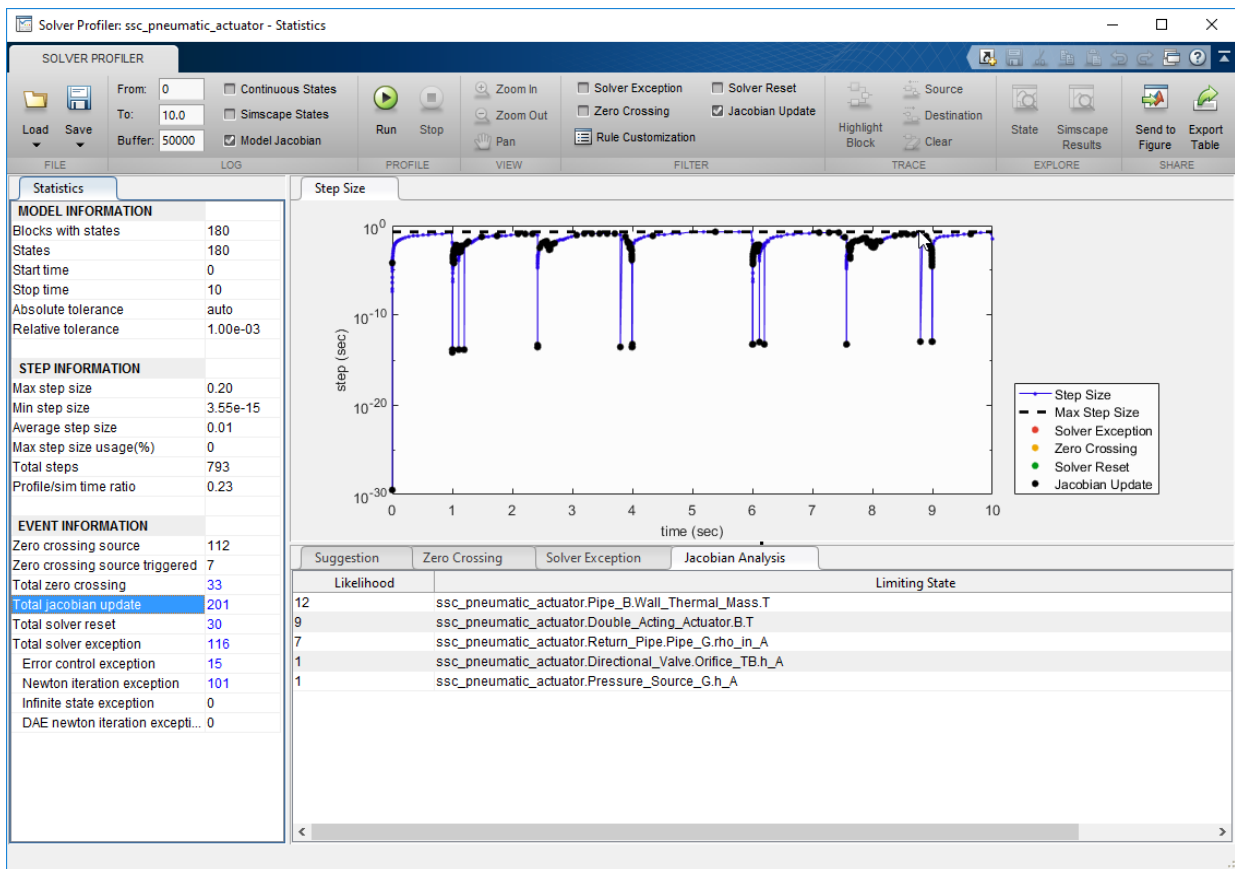 Solver Profiler: ssc_pneumatic_actuator - Statistics
SOLVER PROFILER
Load
Save
From: 0
To: 10.0
Buffer: 50000
Continuous States
Simscape States
Model Jacobian
Run
Stop
Zoom In
Zoom Out
Pan
Solver Exception
Zero Crossing
Rule Customization
Solver Reset
Jacobian Update
Highlight Block
Source
Destination
Clear
State
Simscape Results
Send to Figure
Export Table
FILE LOG PROFILE VIEW FILTER TRACE EXPLORE SHARE
Statistics
MODEL INFORMATION
Blocks with states 180
States 180
Start time 0
Stop time 10
Absolute tolerance auto
Relative tolerance 1.00e-03
STEP INFORMATION
Max step size 0.20
Min step size 3.55e-15
Average step size 0.01
Max step size usage(%) 0
Total steps 793
Profile/sim time ratio 0.23
EVENT INFORMATION
Zero crossing source 112
Zero crossing source triggered 7
Total zero crossing 33
Total jacobian update 201
Total solver reset 30
Total solver exception 116
Error control exception 15
Newton iteration exception 101
Infinite state exception 0
DAE newton iteration excepti... 0
Step Size
10^0
10^-10
10^-20
10^-30
step (sec)
0 1 2 3 4 5 6 7 8 9 10
time (sec)
Step Size
Max Step Size
Solver Exception
Zero Crossing
Solver Reset
Jacobian Update
Suggestion Zero Crossing Solver Exception Jacobian Analysis
Likelihood Limiting State
12 ssc_pneumatic_actuator.Pipe_B.Wall_Thermal_Mass.T
9 ssc_pneumatic_actuator.Double_Acting_Actuator.B.T
7 ssc_pneumatic_actuator.Return_Pipe.Pipe_G.rho_in_A
1 ssc_pneumatic_actuator.Directional_Valve.Orifice_TB.h_A
1 ssc_pneumatic_actuator.Pressure_Source_G.h_A